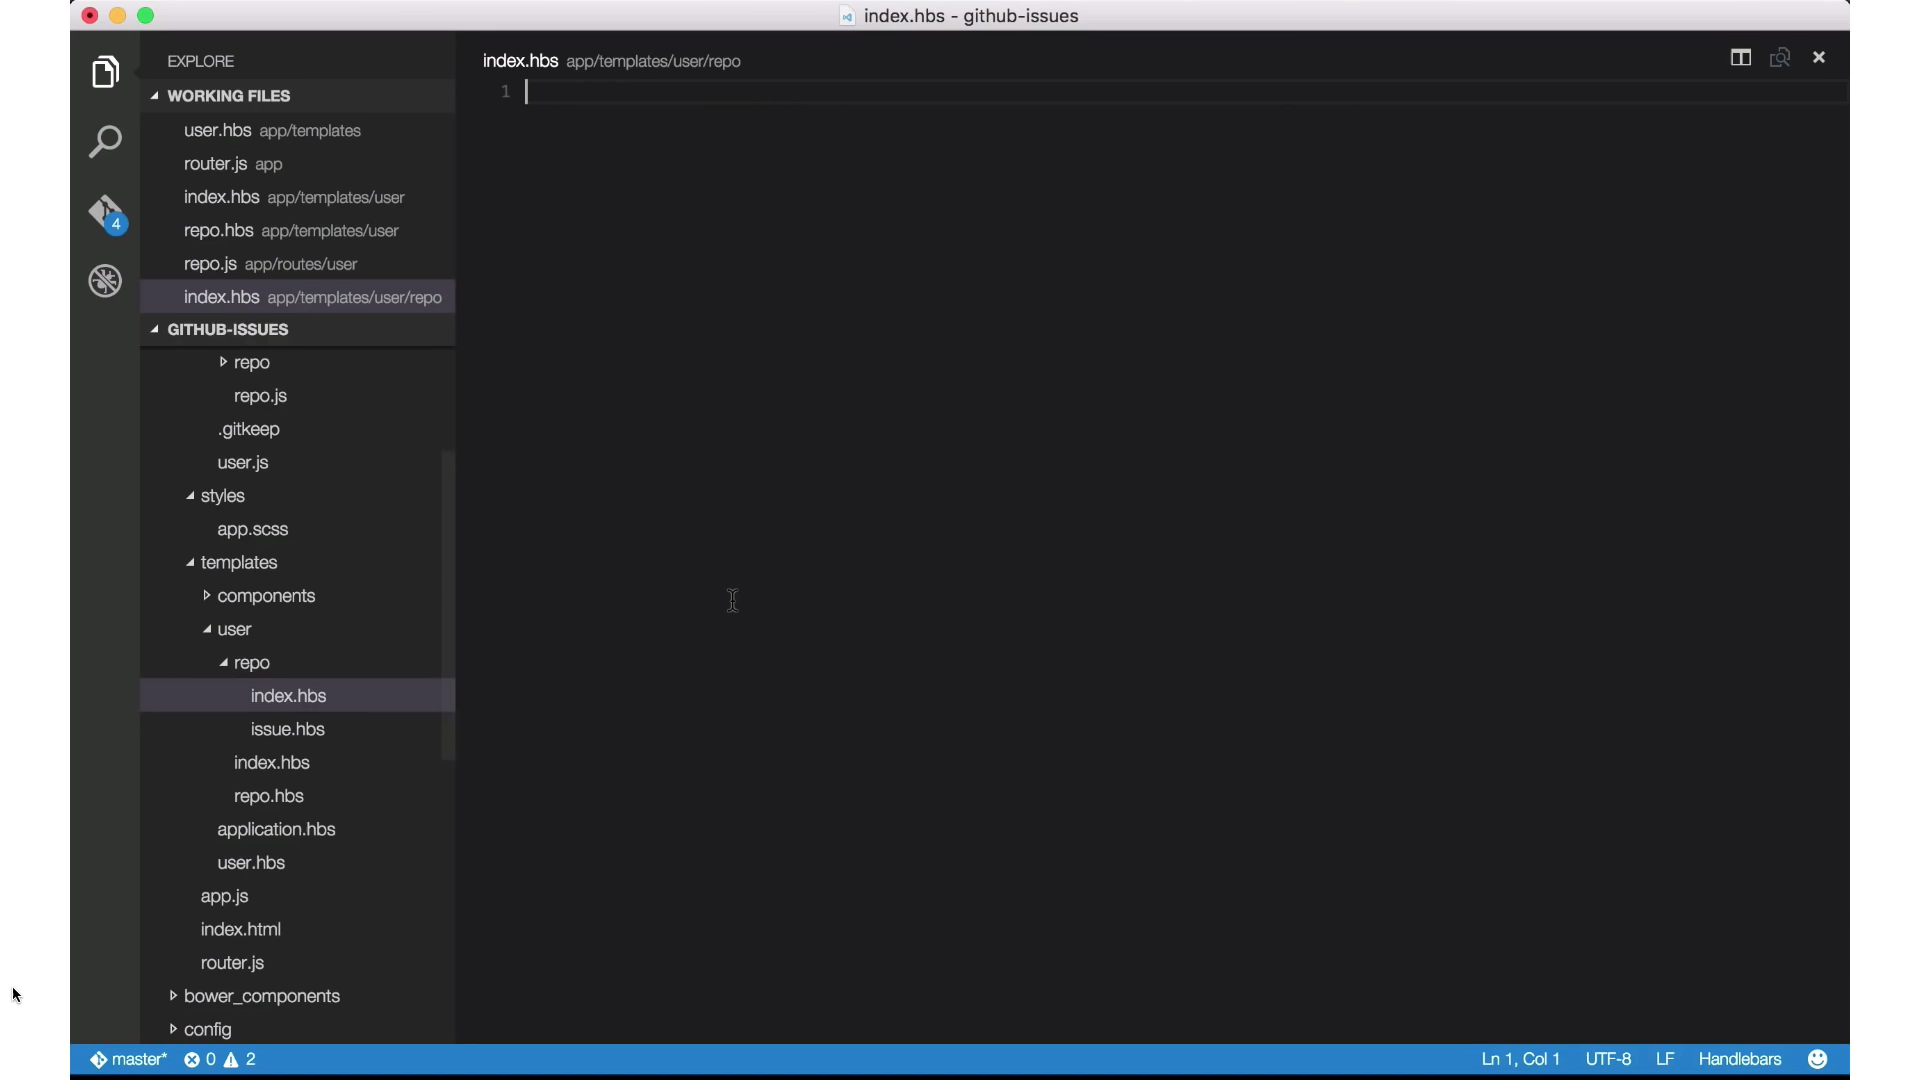 index.hbs - github-issues
EXPLORE
WORKING FILES
user.hbs app/templates
router.js app
index.hbs app/templates/user
repo.hbs app/templates/user
repo.js app/routes/user
index.hbs app/templates/user/repo
GITHUB-ISSUES
repo
repo.js
.gitkeep
user.js
styles
app.scss
templates
components
user
repo
index.hbs
issue.hbs
index.hbs
repo.hbs
application.hbs
user.hbs
app.js
index.html
router.js
bower_components
config
4
index.hbs app/templates/user/repo
1
master* 0 2
Ln 1, Col 1 UTF-8 LF Handlebars